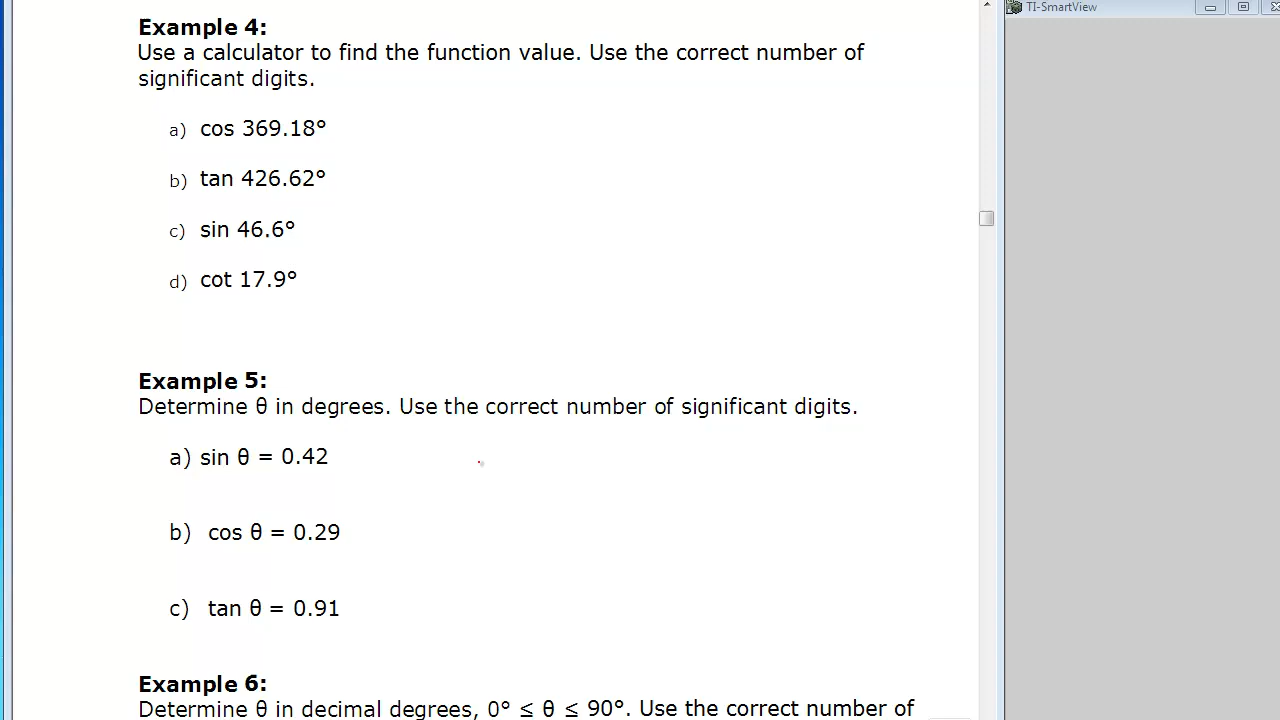 TI-SmartView
Example 4:
Use a calculator to find the function value. Use the correct number of
significant digits.
a) cos 369.18°
b) tan 426.62°
c) sin 46.6°
d) cot 17.9°
Example 5:
Determine θ in degrees. Use the correct number of significant digits.
a) sin θ = 0.42
b) cos θ = 0.29
c) tan θ = 0.91
Example 6:
Determine θ in decimal degrees, 0° ≤ θ ≤ 90°. Use the correct number of